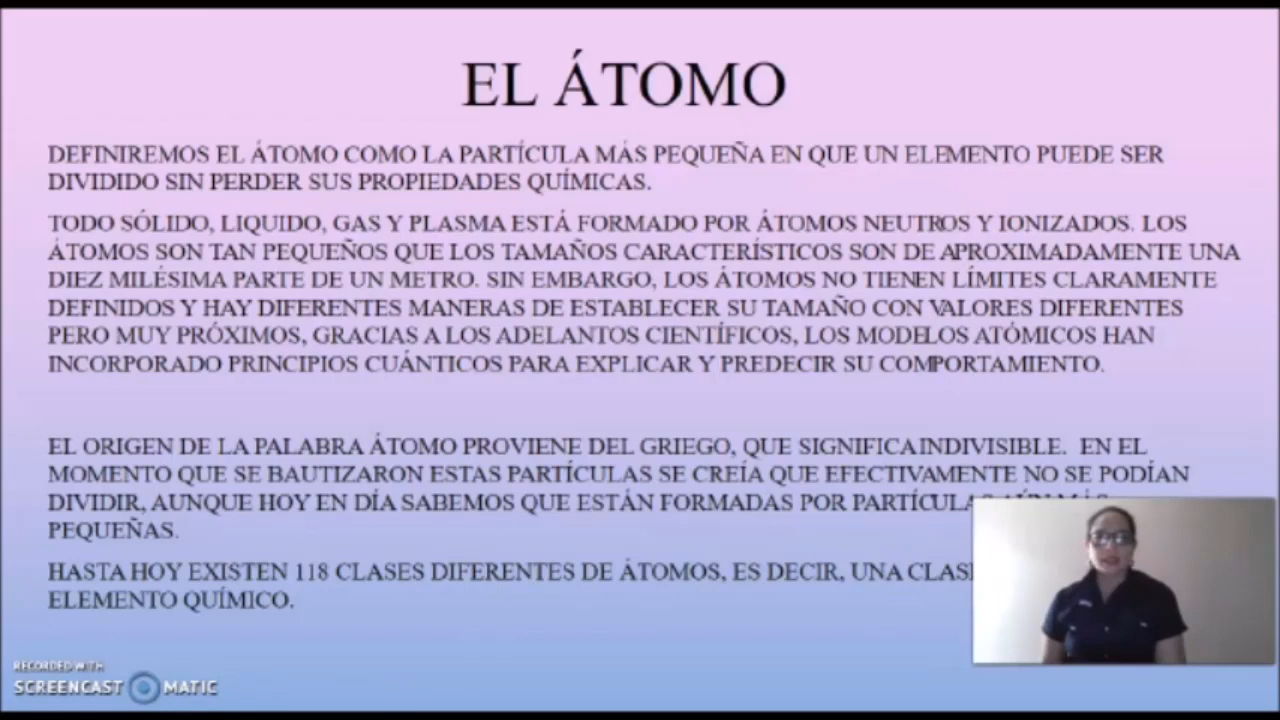 EL ÁTOMO
DEFINIREMOS EL ÁTOMO COMO LA PARTÍCULA MÁS PEQUEÑA EN QUE UN ELEMENTO PUEDE SER
DIVIDIDO SIN PERDER SUS PROPIEDADES QUÍMICAS.
TODO SÓLIDO, LIQUIDO, GAS Y PLASMA ESTÁ FORMADO POR ÁTOMOS NEUTROS Y IONIZADOS. LOS
ÁTOMOS SON TAN PEQUEÑOS QUE LOS TAMAÑOS CARACTERÍSTICOS SON DE APROXIMADAMENTE UNA
DIEZ MILÉSIMA PARTE DE UN METRO. SIN EMBARGO, LOS ÁTOMOS NO TIENEN LÍMITES CLARAMENTE
DEFINIDOS Y HAY DIFERENTES MANERAS DE ESTABLECER SU TAMAÑO CON VALORES DIFERENTES
PERO MUY PRÓXIMOS, GRACIAS A LOS ADELANTOS CIENTÍFICOS, LOS MODELOS ATÓMICOS HAN
INCORPORADO PRINCIPIOS CUÁNTICOS PARA EXPLICAR Y PREDECIR SU COMPORTAMIENTO.
EL ORIGEN DE LA PALABRA ÁTOMO PROVIENE DEL GRIEGO, QUE SIGNIFICA INDIVISIBLE. EN EL
MOMENTO QUE SE BAUTIZARON ESTAS PARTÍCULAS SE CREÍA QUE EFECTIVAMENTE NO SE PODÍAN
DIVIDIR, AUNQUE HOY EN DÍA SABEMOS QUE ESTÁN FORMADAS POR
PEQUEÑAS.
HASTA HOY EXISTEN 118 CLASES DIFERENTES DE ÁTOMOS, ES DECIR, UNA
ELEMENTO QUÍMICO.
RECORDED WITH
SCREENCAST MATIC